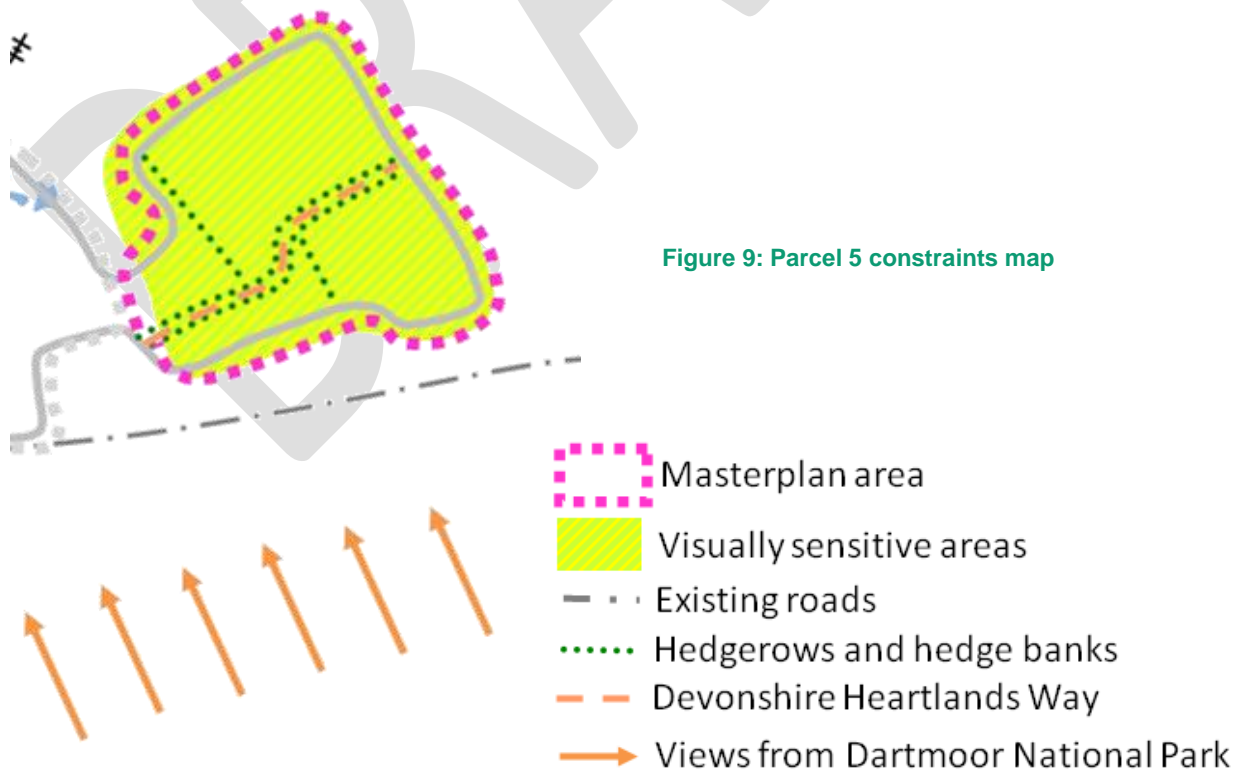 Figure 9: Parcel 5 constraints map
Masterplan area
Visually sensitive areas
Existing roads
Hedgerows and hedge banks
Devonshire Heartlands Way
Views from Dartmoor National Park